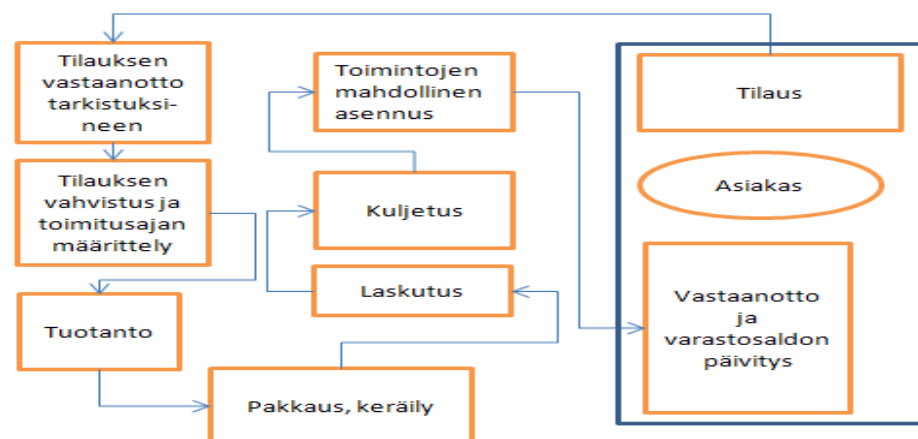 Tilauksen
vastaanotto
tarkistuksi-
neen
Tilauksen
vahvistus ja
toimitusajan
määrittely
Tuotanto
Pakkaus, keräily
Laskutus
Kuljetus
Toimintojen
mahdollinen
asennus
Tilaus
Asiakas
Vastaanotto
ja
varastosaldon
päivitys